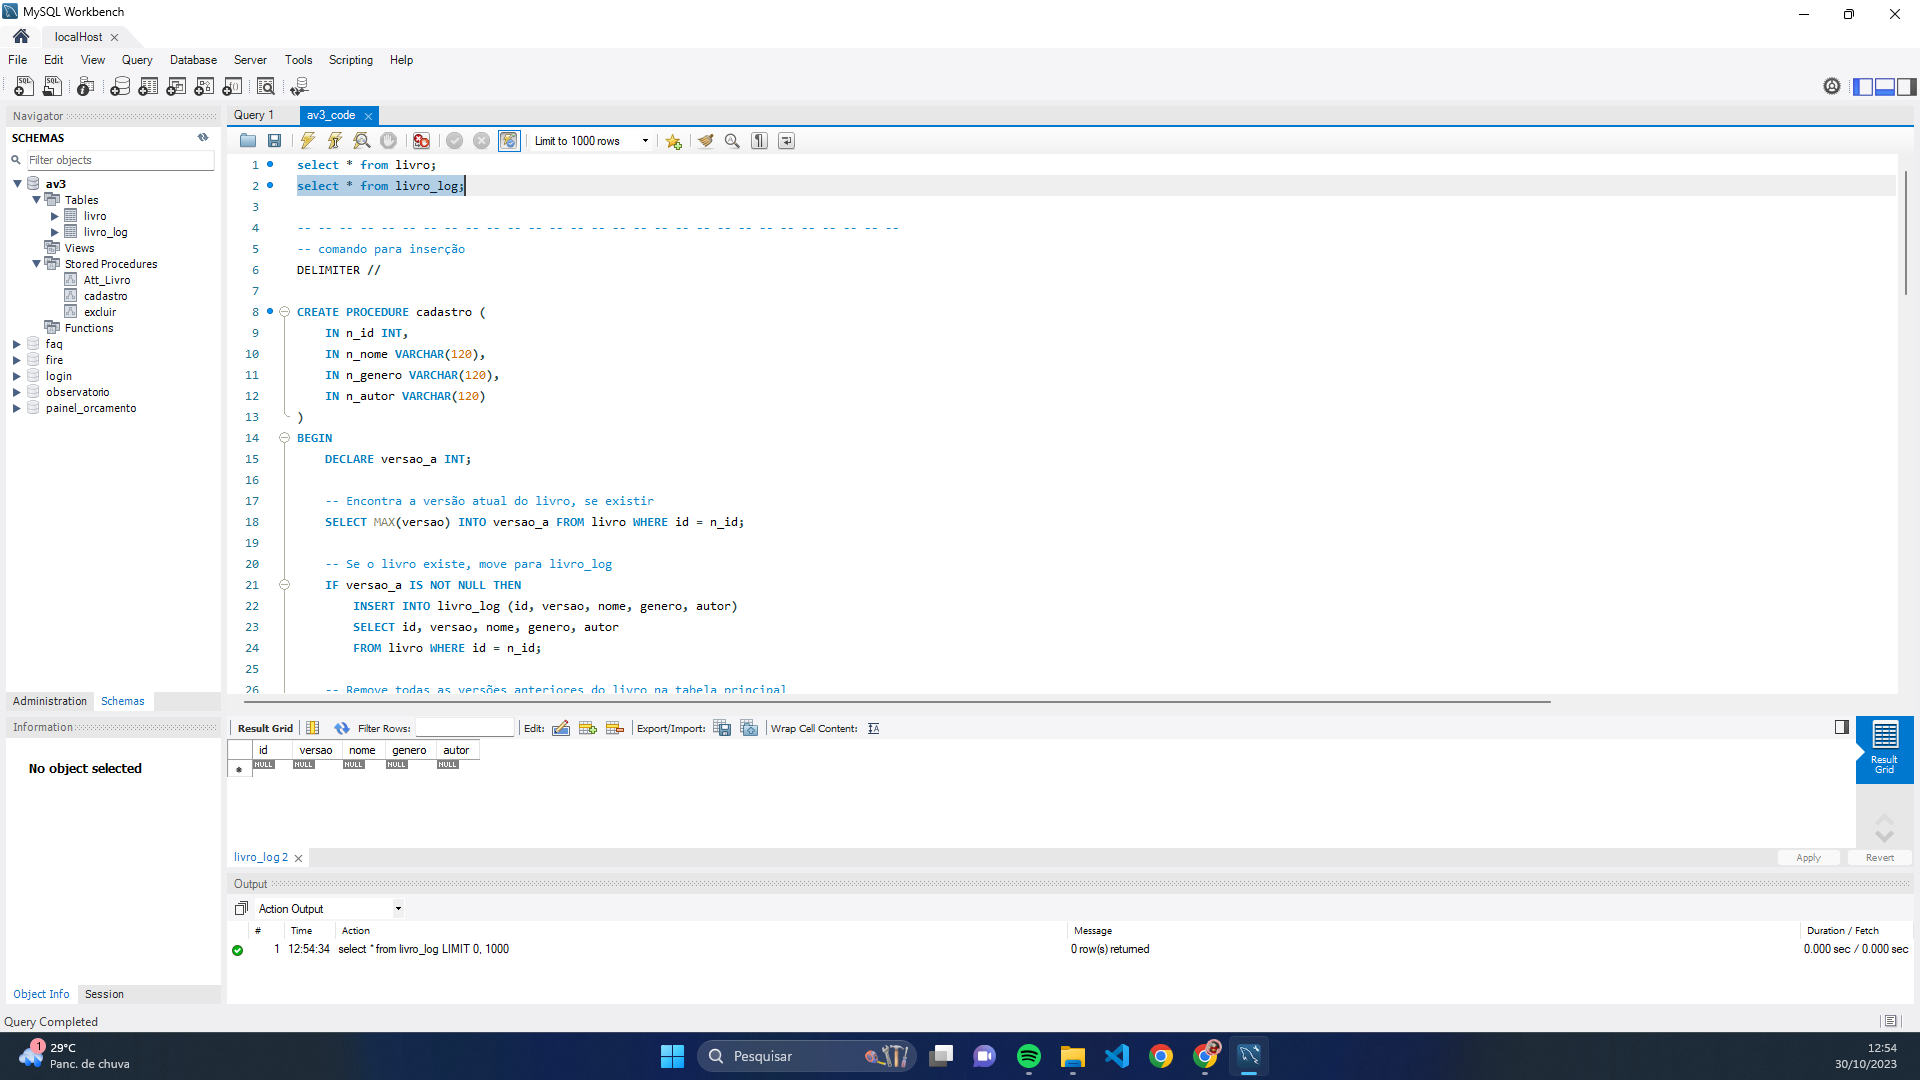 MySQL Workbench
localHost
File Edit View Query Database Server Tools Scripting Help
Navigator
SCHEMAS
Filter objects
av3
Tables
livro
livro_log
Views
Stored Procedures
Att_Livro
cadastro
excluir
Functions
faq
fire
login
observatorio
painel_orcamento
Administration Schemas
Information
No object selected
Object Info Session
Query 1 av3_code
Limit to 1000 rows
1 select * from livro;
2 select * from livro_log;
3
4 -- -- -- -- -- -- -- -- -- -- -- -- -- -- -- -- -- -- -- -- -- -- -- -- -- -- -- -- --
5 -- comando para inserção
6 DELIMITER //
7
8 CREATE PROCEDURE cadastro (
9 IN n_id INT,
10 IN n_nome VARCHAR(120),
11 IN n_genero VARCHAR(120),
12 IN n_autor VARCHAR(120)
13 )
14 BEGIN
15 DECLARE versao_a INT;
16
17 -- Encontra a versão atual do livro, se existir
18 SELECT MAX(versao) INTO versao_a FROM livro WHERE id = n_id;
19
20 -- Se o livro existe, move para livro_log
21 IF versao_a IS NOT NULL THEN
22 INSERT INTO livro_log (id, versao, nome, genero, autor)
23 SELECT id, versao, nome, genero, autor
24 FROM livro WHERE id = n_id;
25
26 -- Remove todas as versões anteriores do livro na tabela principal
Result Grid Filter Rows: Edit: Export/Import: Wrap Cell Content:
id versao nome genero autor
NULL NULL NULL NULL NULL
Result Grid
livro_log 2
Apply Revert
Output
Action Output
# Time Action Message Duration / Fetch
1 12:54:34 select * from livro_log LIMIT 0, 1000 0 row(s) returned 0.000 sec / 0.000 sec
Query Completed
1
29°C
Panc. de chuva
Pesquisar
12:54
30/10/2023